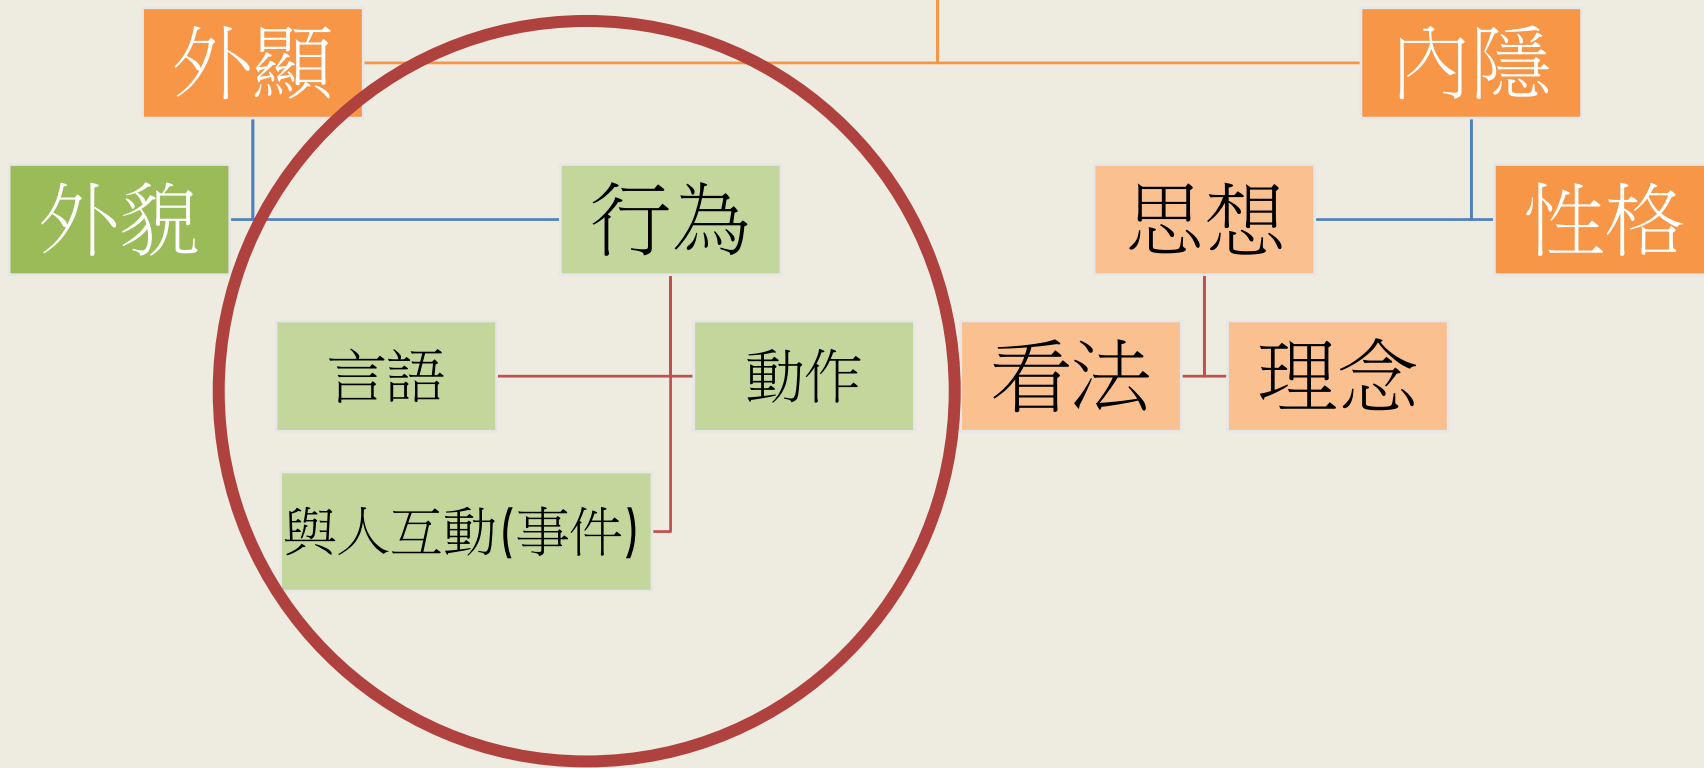 外顯
內隱
外貌
行為
思想
性格
言語
動作
看法
理念
與人互動(事件)